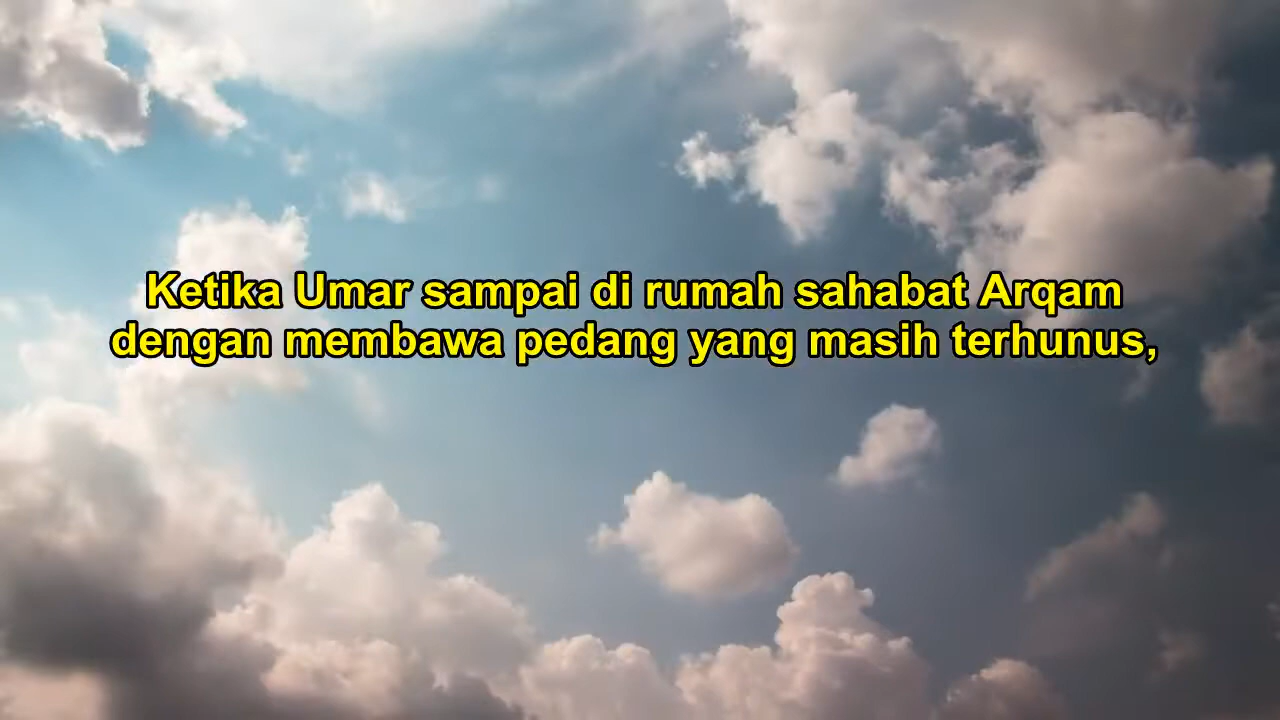 Ketika Umar sampai di rumah sahabat Arqam
dengan membawa pedang yang masih terhunus,